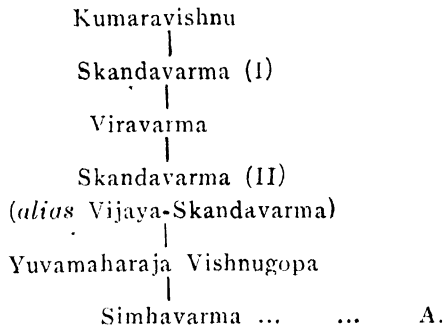 Kumaravishnu
Skandavarma (I)
Viravarma
Skandavarma (II)
(alias Vijaya-Skandavarma)
Yuvamaharaja Vishnugopa
Simhavarma ... ... A.